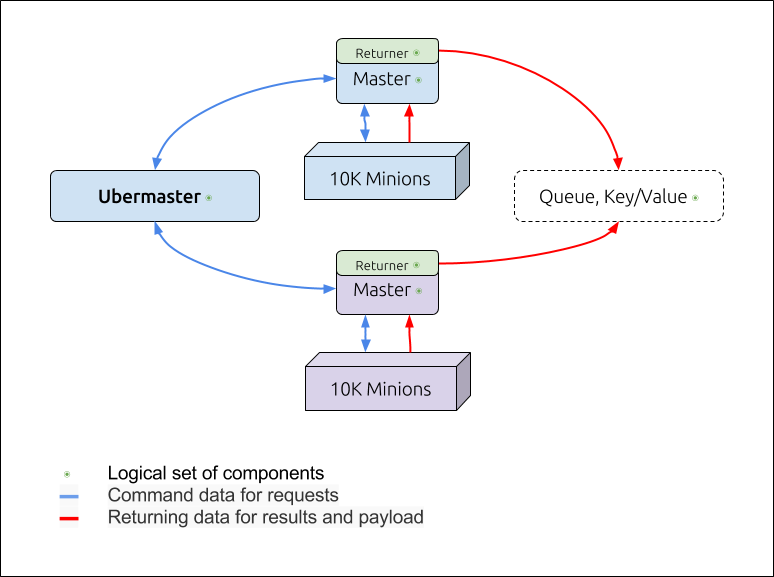 Returner
Master
10K Minions
Ubermaster
Queue, Key/Value
Returner
Master
10K Minions
Logical set of components
Command data for requests
Returning data for results and payload